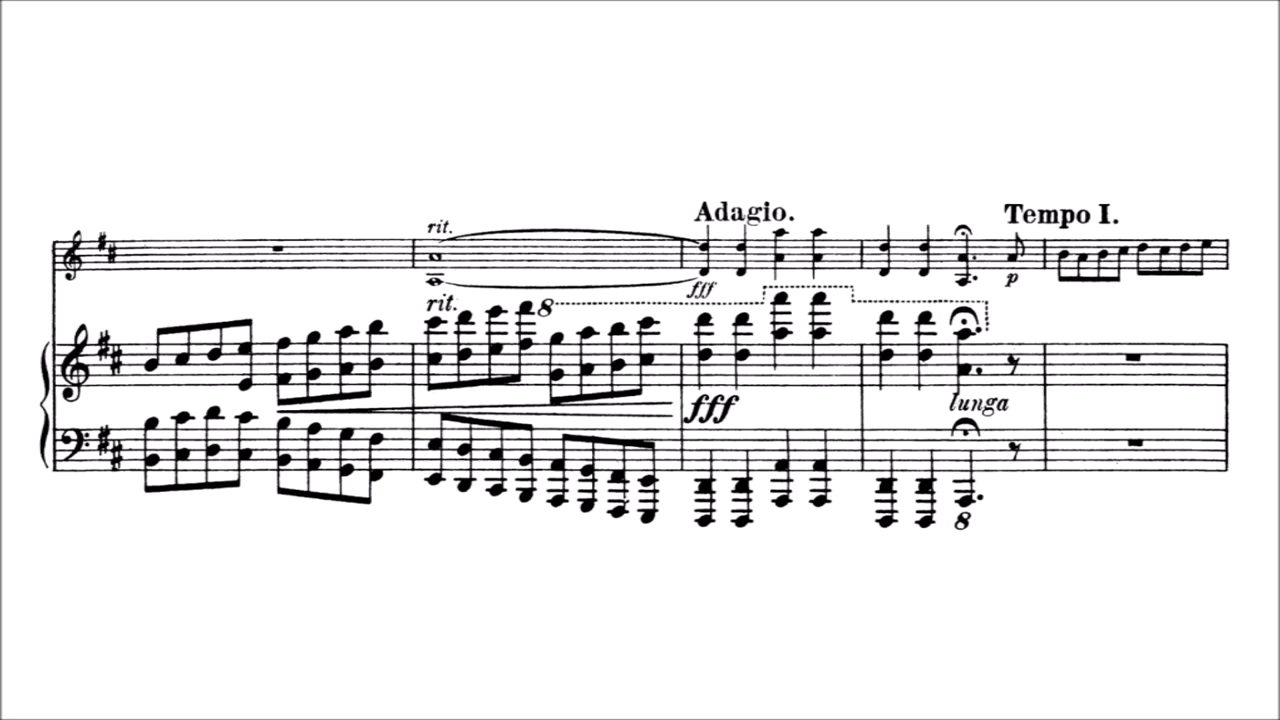 Adagio.
Tempo I.
rit.
fff
p
rit.
8
fff
lunga
8